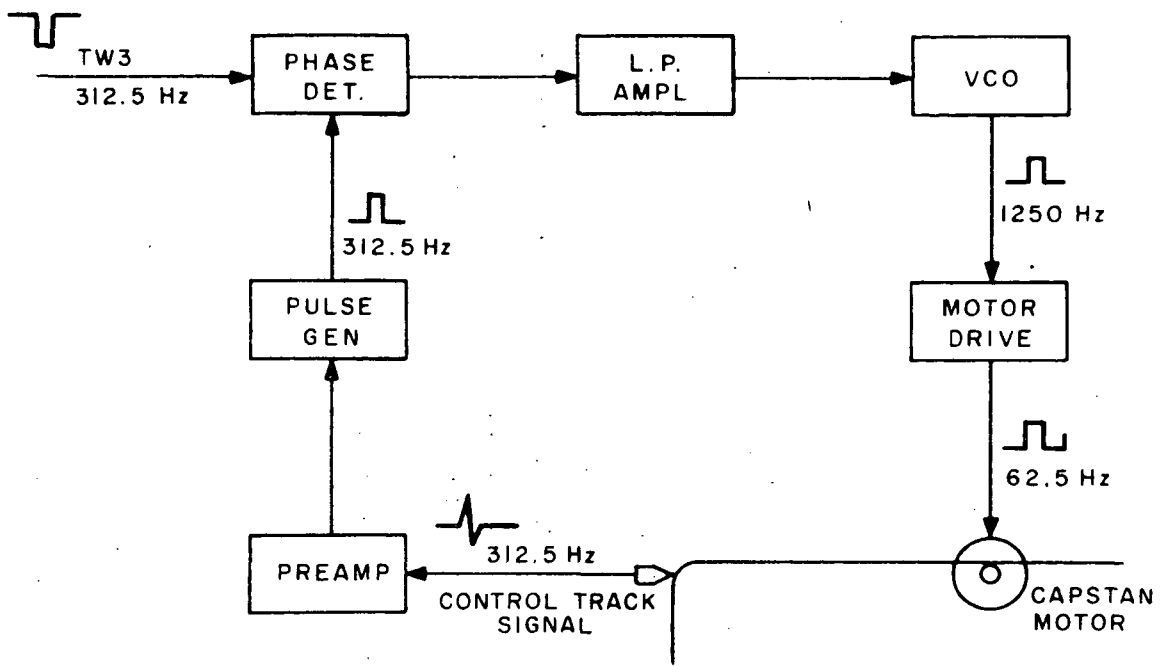 TW3
312.5 Hz
PHASE
DET.
L.P.
AMPL
VCO
312.5 Hz
1250 Hz
PULSE
GEN
MOTOR
DRIVE
62.5 Hz
312.5 Hz
PREAMP
CONTROL TRACK
SIGNAL
CAPSTAN
MOTOR